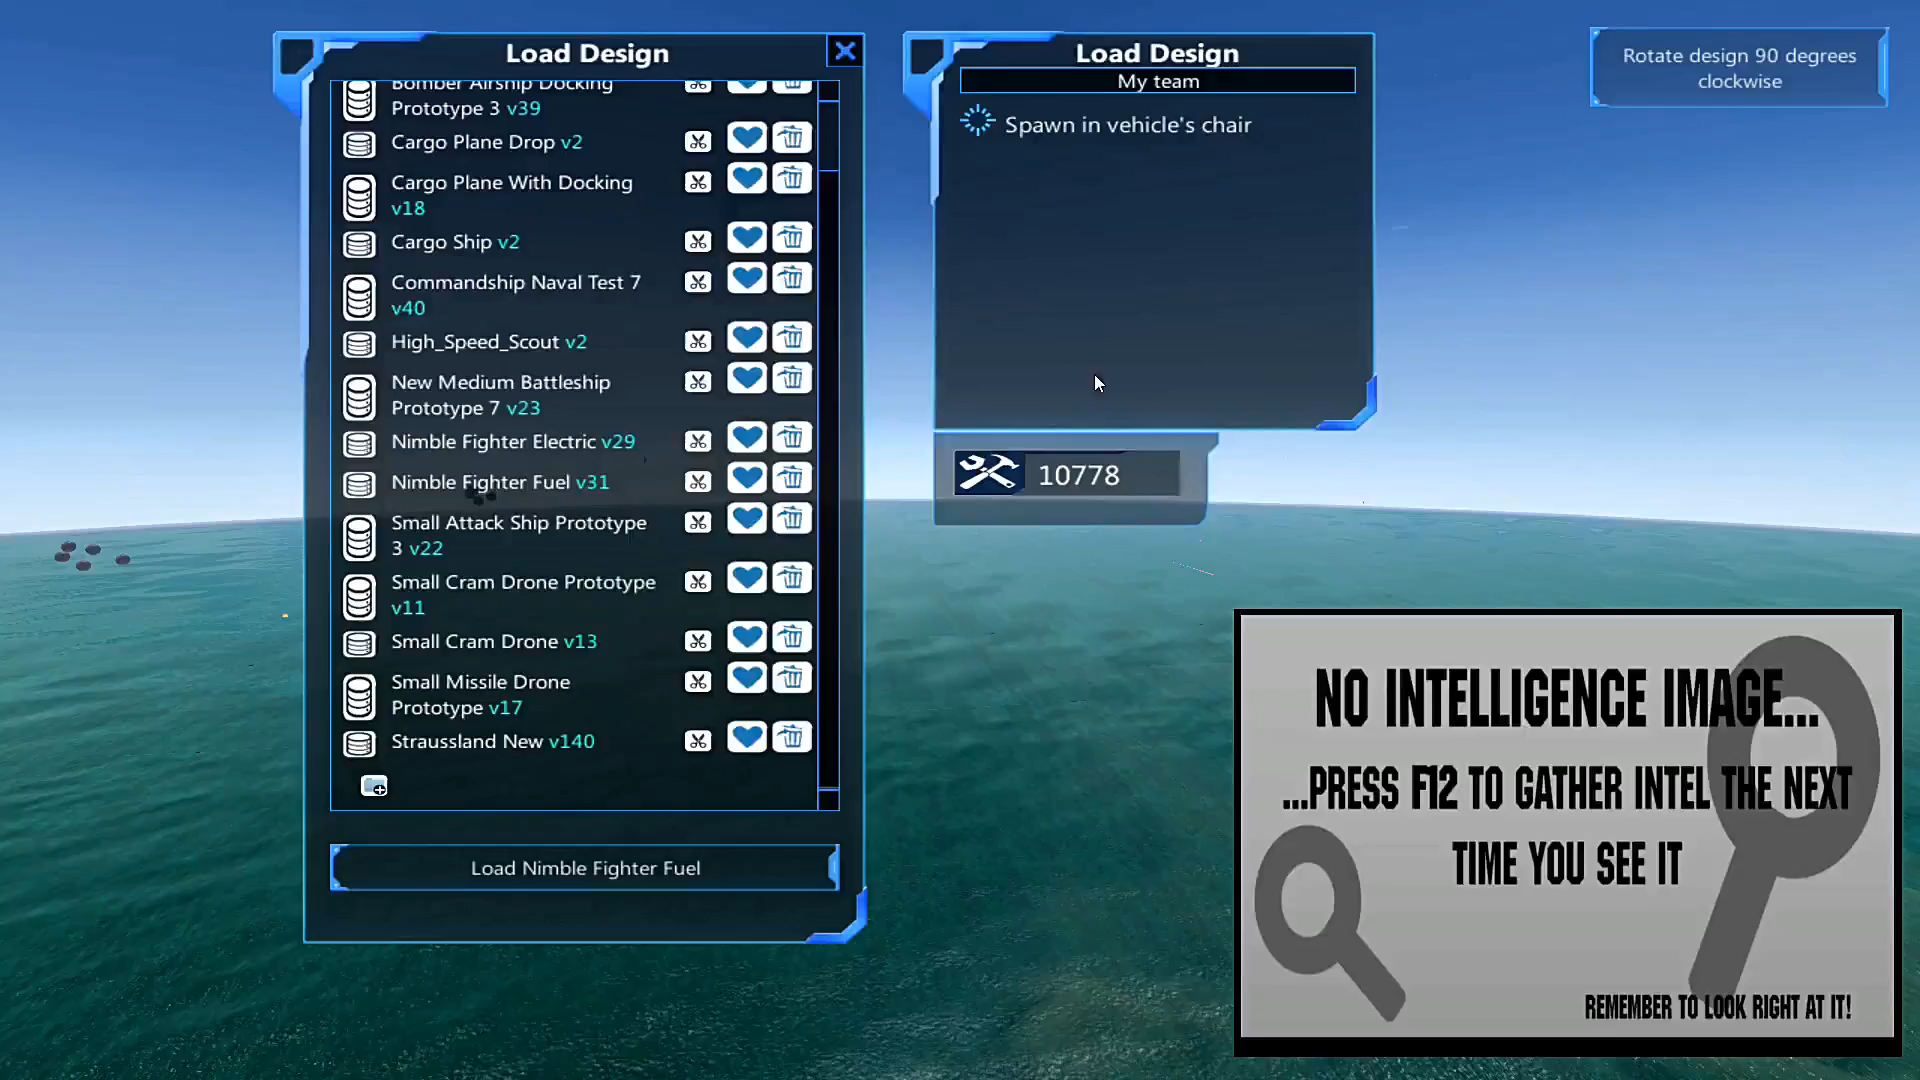 Load Design
Bomber Airship Docking
Prototype 3 v39
Cargo Plane Drop v2
Cargo Plane With Docking
v18
Cargo Ship v2
Commandship Naval Test 7
v40
High_Speed_Scout v2
New Medium Battleship
Prototype 7 v23
Nimble Fighter Electric v29
Nimble Fighter Fuel v31
Small Attack Ship Prototype
3 v22
Small Cram Drone Prototype
v11
Small Cram Drone v13
Small Missile Drone
Prototype v17
Straussland New v140
Load Nimble Fighter Fuel
Load Design
My team
Spawn in vehicle's chair
10778
Rotate design 90 degrees
clockwise
NO INTELLIGENCE IMAGE...
...PRESS F12 TO GATHER INTEL THE NEXT
TIME YOU SEE IT
REMEMBER TO LOOK RIGHT AT IT!